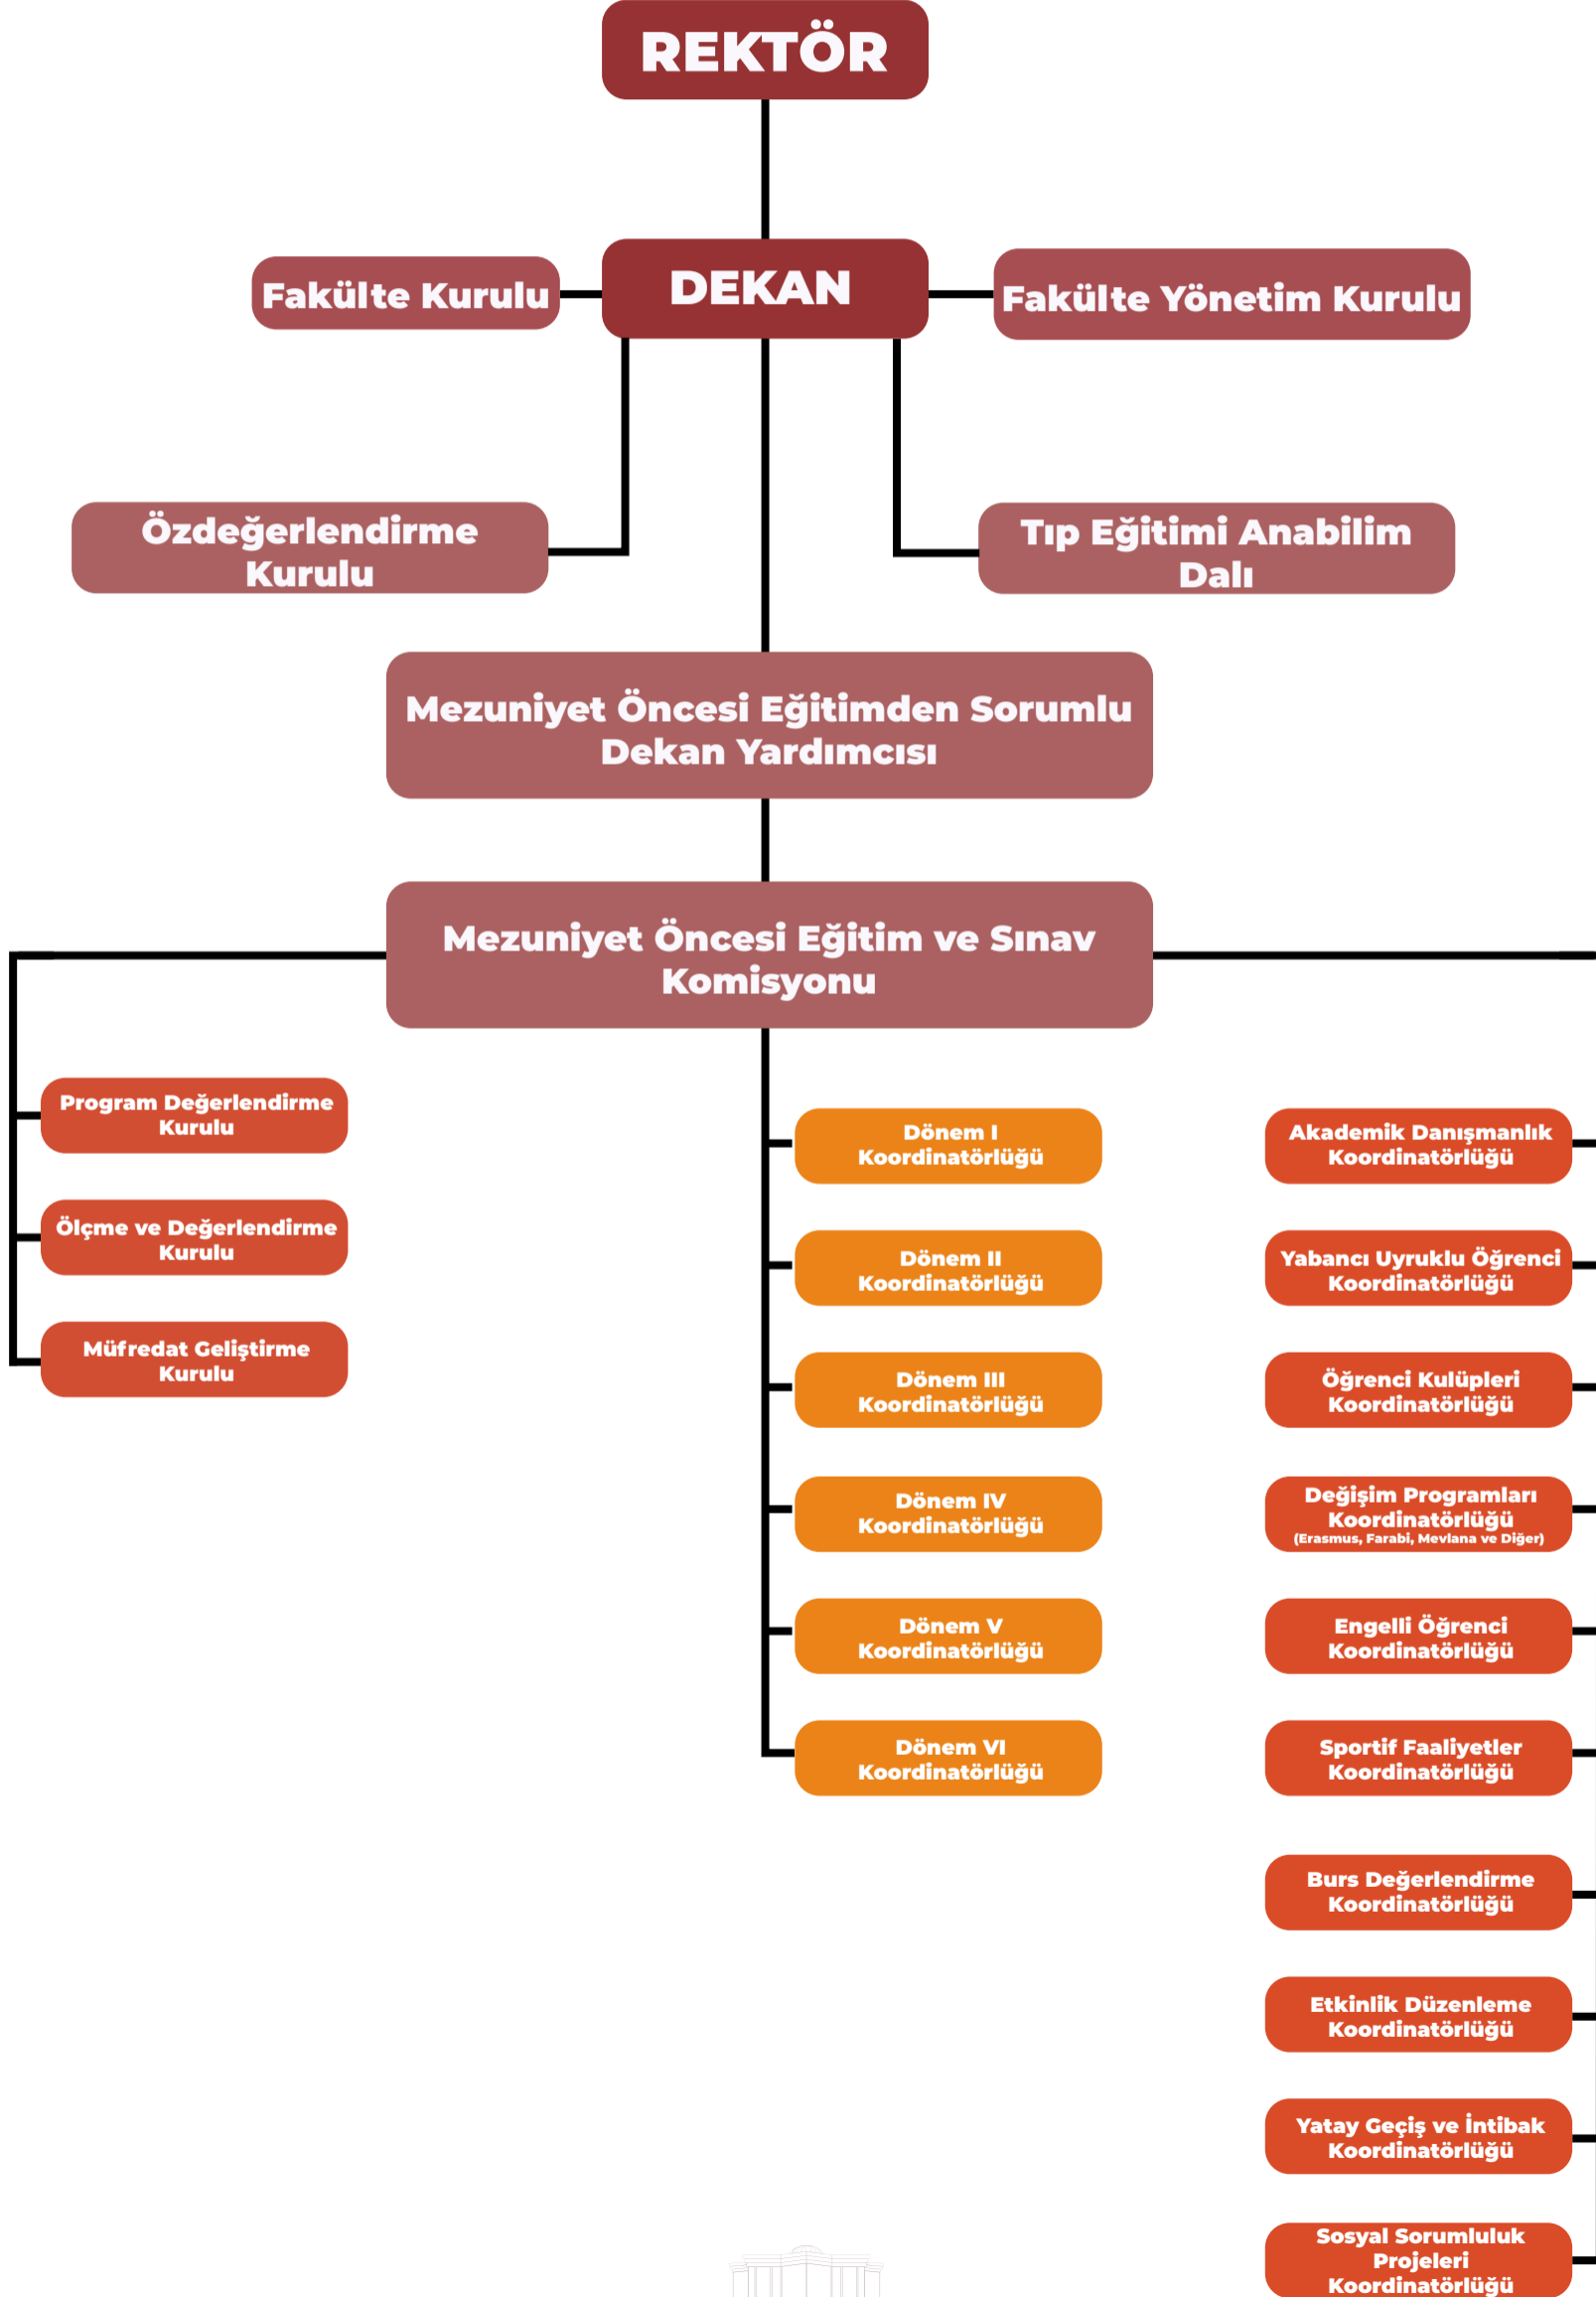 REKTÖR
DEKAN
Fakülte Kurulu
Fakülte Yönetim Kurulu
Özdeğerlendirme
Kurulu
Tıp Eğitimi Anabilim
Dalı
Mezuniyet Öncesi Eğitimden Sorumlu
Dekan Yardımcısı
Mezuniyet Öncesi Eğitim ve Sınav
Komisyonu
Program Değerlendirme
Kurulu
Ölçme ve Değerlendirme
Kurulu
Müfredat Geliştirme
Kurulu
Dönem I
Koordinatörlüğü
Dönem II
Koordinatörlüğü
Dönem III
Koordinatörlüğü
Dönem IV
Koordinatörlüğü
Dönem V
Koordinatörlüğü
Dönem VI
Koordinatörlüğü
Akademik Danışmanlık
Koordinatörlüğü
Yabancı Uyruklu Öğrenci
Koordinatörlüğü
Öğrenci Kulüpleri
Koordinatörlüğü
Değişim Programları
Koordinatörlüğü
(Erasmus, Farabi, Mevlana ve Diğer)
Engelli Öğrenci
Koordinatörlüğü
Sportif Faaliyetler
Koordinatörlüğü
Burs Değerlendirme
Koordinatörlüğü
Etkinlik Düzenleme
Koordinatörlüğü
Yatay Geçiş ve İntibak
Koordinatörlüğü
Sosyal Sorumluluk
Projeleri
Koordinatörlüğü